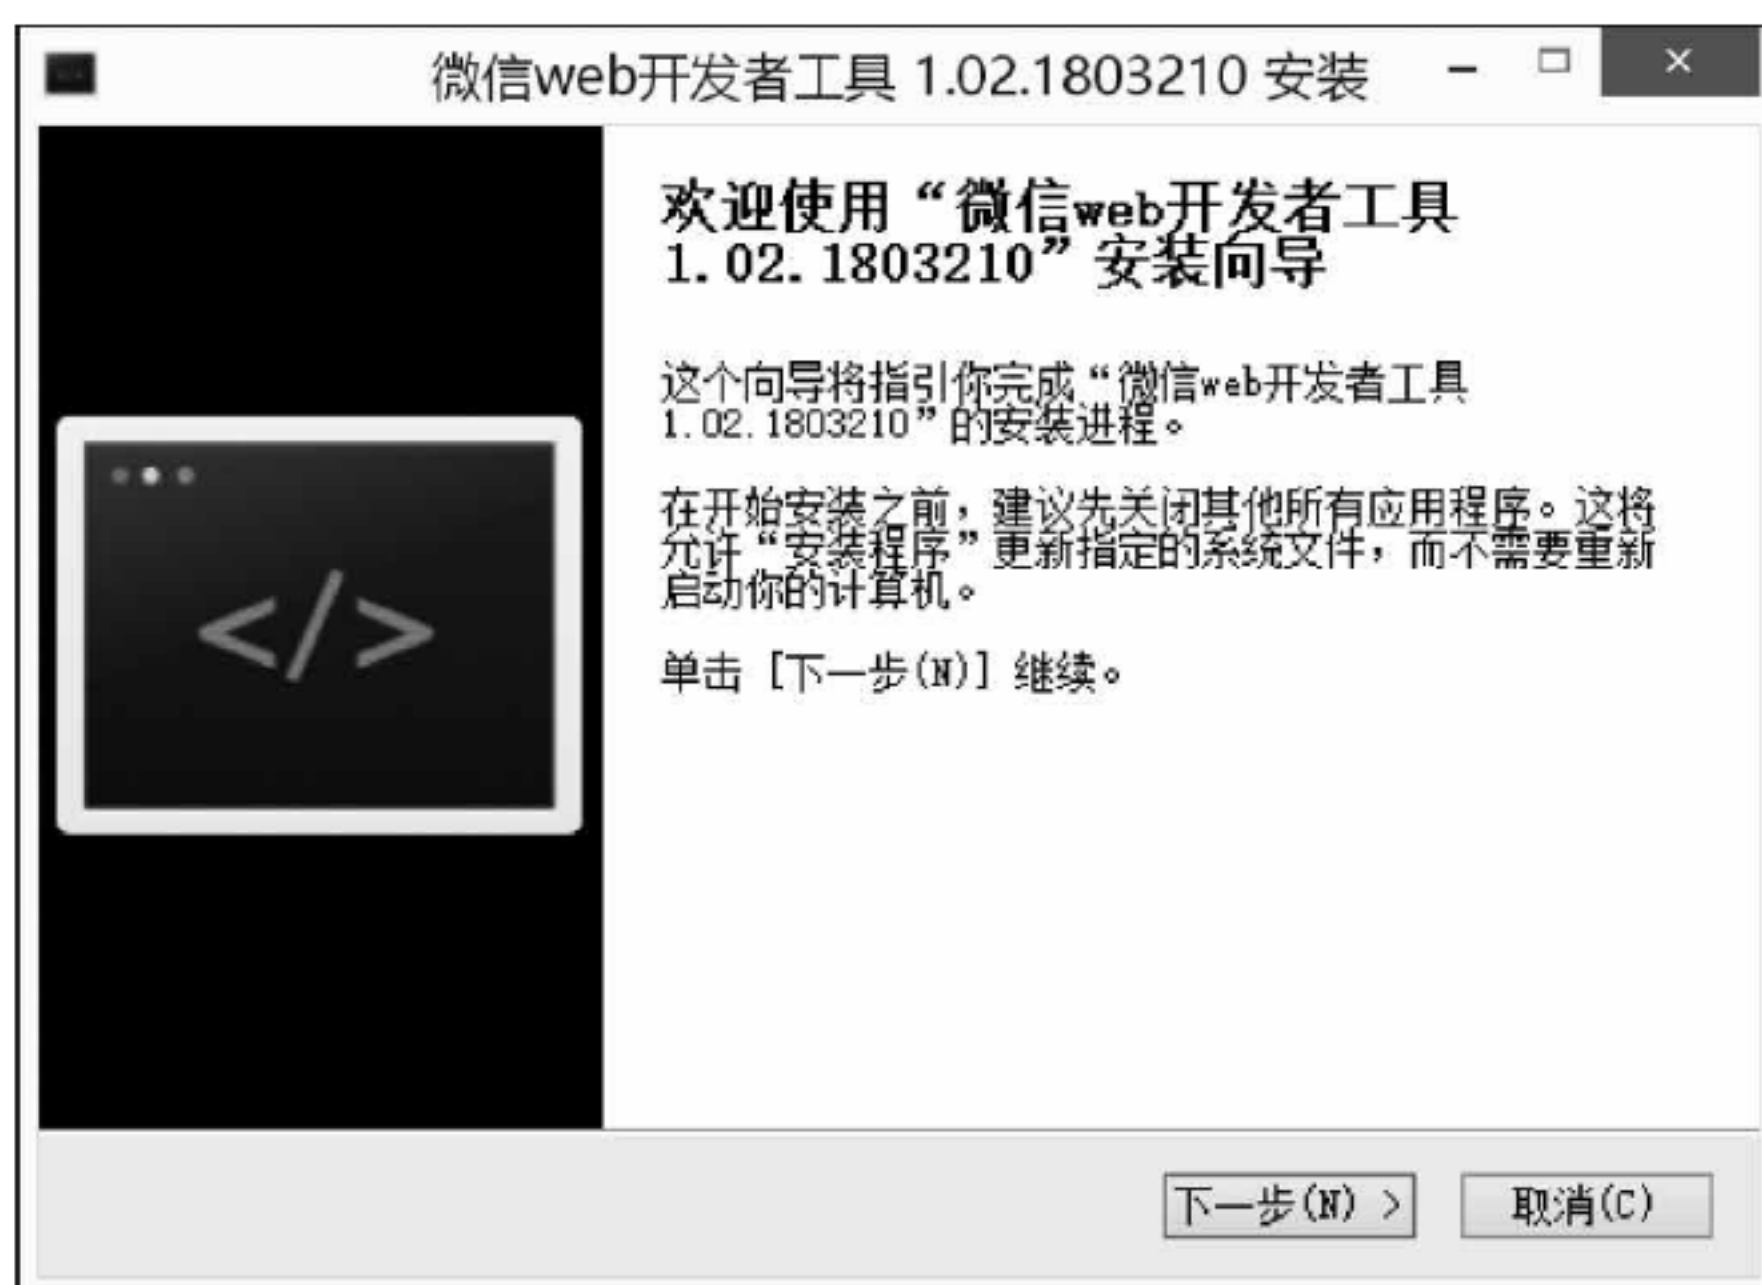 微信web开发者工具 1.02.1803210 安装
欢迎使用“微信web开发者工具
1.02.1803210”安装向导
这个向导将指引你完成“微信web开发者工具
1.02.1803210”的安装进程。
在开始安装之前，建议先关闭其他所有应用程序。这将
允许“安装程序”更新指定的系统文件，而不需要重新
启动你的计算机。
单击 [下一步(N)] 继续。
</>
下一步(N) >
取消(C)